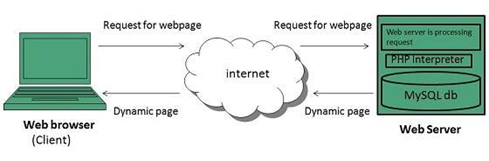 Request for webpage
Request for webpage
Web server is processing
request
PHP Interpreter
internet
MySQL db
Dynamic page
Dynamic page
Web browser
(Client)
Web Server